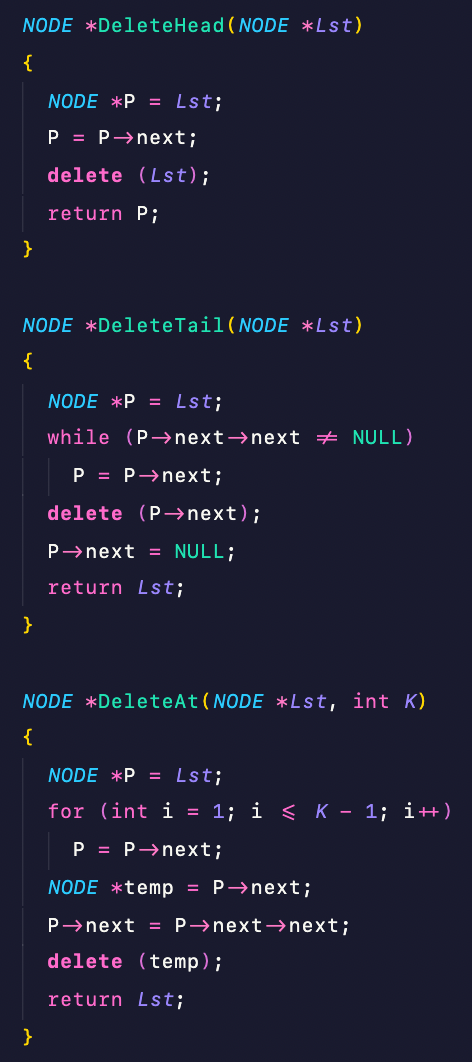 NODE *DeleteHead(NODE *Lst)
{
NODE *P = Lst;
P = P->next;
delete (Lst);
return P;
}
NODE *DeleteTail(NODE *Lst)
{
NODE *P = Lst;
while (P->next->next != NULL)
P = P->next;
delete (P->next);
P->next = NULL;
return Lst;
}
NODE *DeleteAt(NODE *Lst, int K)
{
NODE *P = Lst;
for (int i = 1; i <= K - 1; i++)
P = P->next;
NODE *temp = P->next;
P->next = P->next->next;
delete (temp);
return Lst;
}